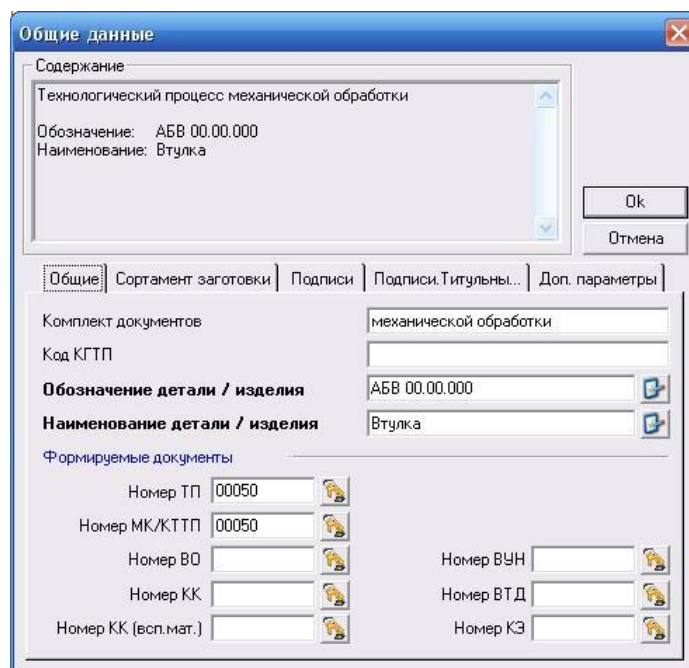 Общие данные
Содержание
Технологический процесс механической обработки
Обозначение: АБВ 00.00.000
Наименование: Втулка
Ok
Отмена
Общие Сортамент заготовки Подписи Подписи.Титульны... Доп. параметры
Комплект документов механической обработки
Код КГТП
Обозначение детали / изделия АБВ 00.00.000
Наименование детали / изделия Втулка
Формируемые документы
Номер ТП 00050
Номер МК/КТТП 00050
Номер ВО Номер ВУН
Номер КК Номер ВТД
Номер КК (всп.мат.) Номер КЭ